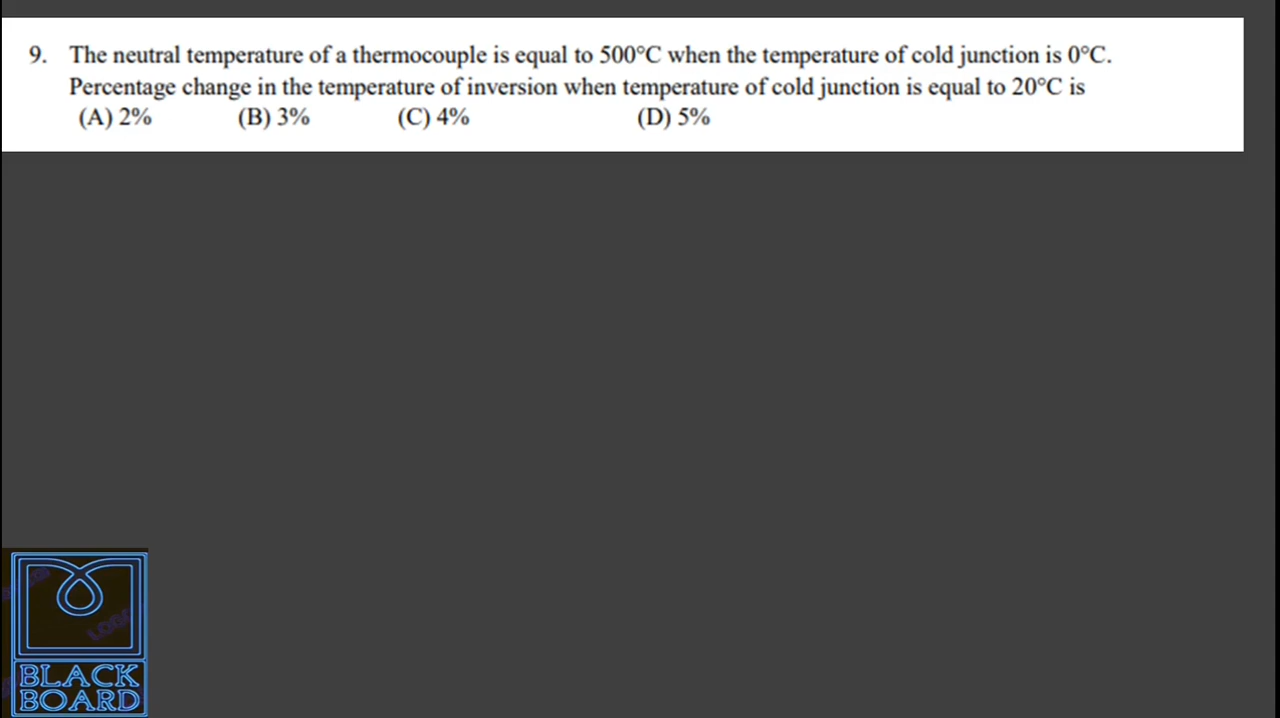 9. The neutral temperature of a thermocouple is equal to 500°C when the temperature of cold junction is 0°C.
Percentage change in the temperature of inversion when temperature of cold junction is equal to 20°C is
(A) 2% (B) 3% (C) 4% (D) 5%
BLACK
BOARD